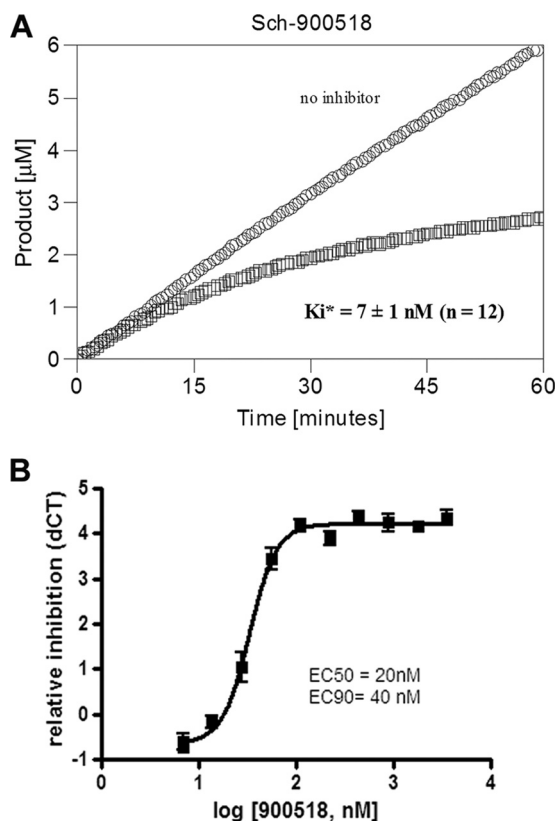 A
Sch-900518
6
5
4
3
2
1
0
Product [µM]
no inhibitor
Ki* = 7 ± 1 nM (n = 12)
0 15 30 45 60
Time [minutes]
B
5
4
3
2
1
0
-1
relative inhibition (dCT)
EC50 = 20nM
EC90= 40 nM
0 1 2 3 4
log [900518, nM]